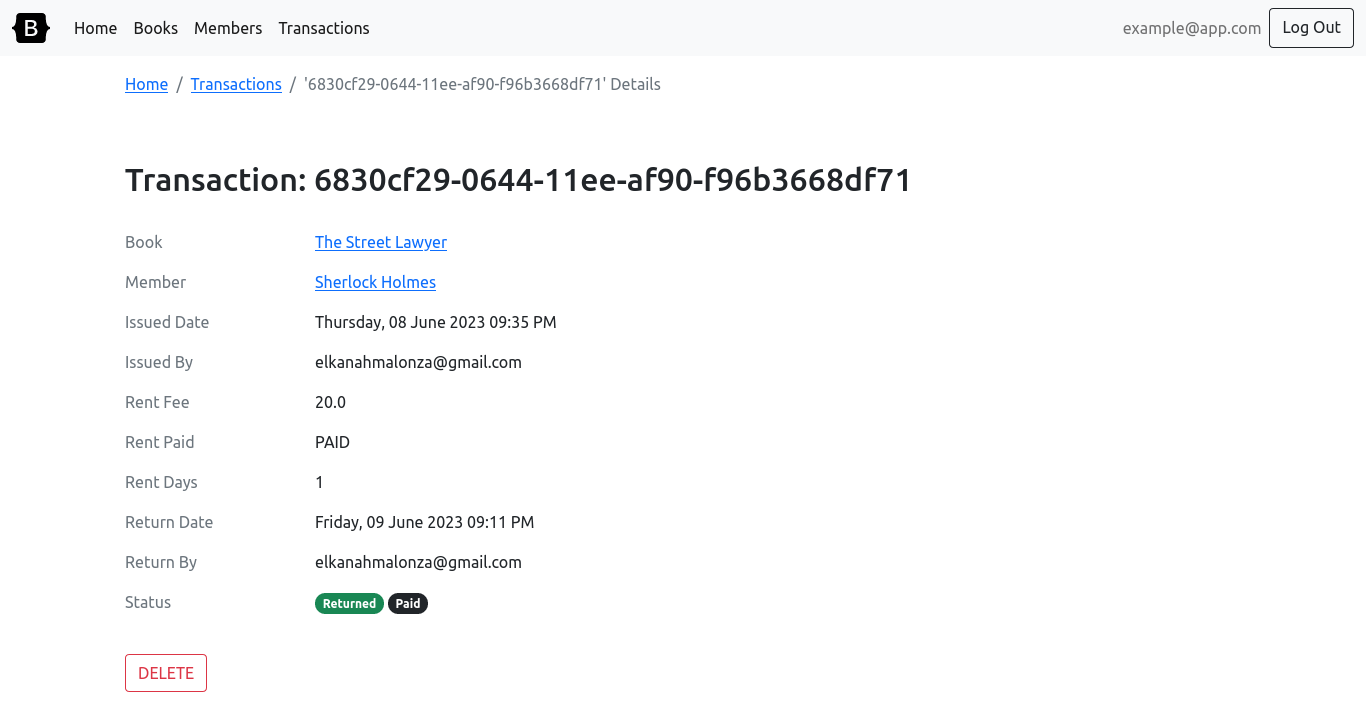 B Home Books Members Transactions example@app.com Log Out
Home / Transactions / '6830cf29-0644-11ee-af90-f96b3668df71' Details
Transaction: 6830cf29-0644-11ee-af90-f96b3668df71
Book The Street Lawyer
Member Sherlock Holmes
Issued Date Thursday, 08 June 2023 09:35 PM
Issued By elkanahmalonza@gmail.com
Rent Fee 20.0
Rent Paid PAID
Rent Days 1
Return Date Friday, 09 June 2023 09:11 PM
Return By elkanahmalonza@gmail.com
Status Returned Paid
DELETE